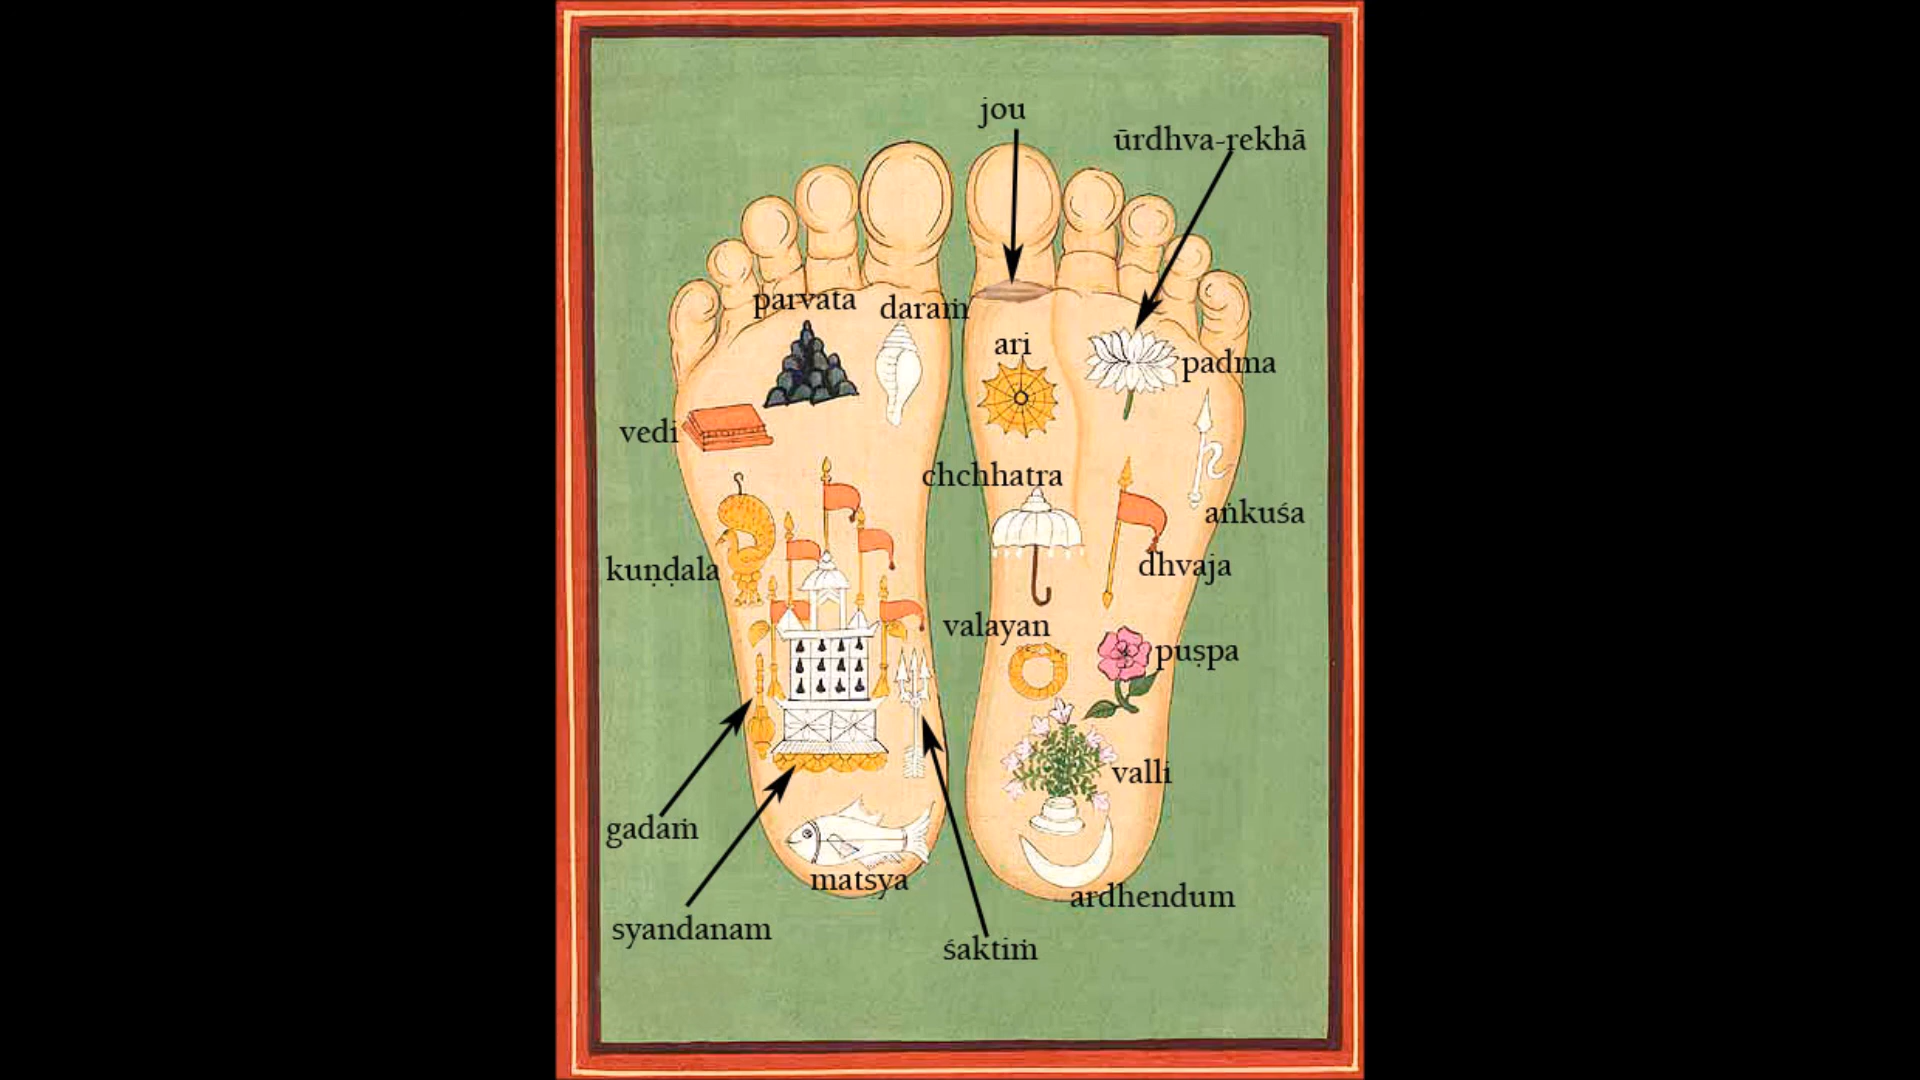 jou
ūrdhva-rekhā
parvata
daraṁ
ari
padma
vedi
chchhatra
aṅkuśa
kuṇḍala
dhvaja
valayan
puṣpa
valli
gadaṁ
matsya
ardhendum
syandanam
śaktiṁ